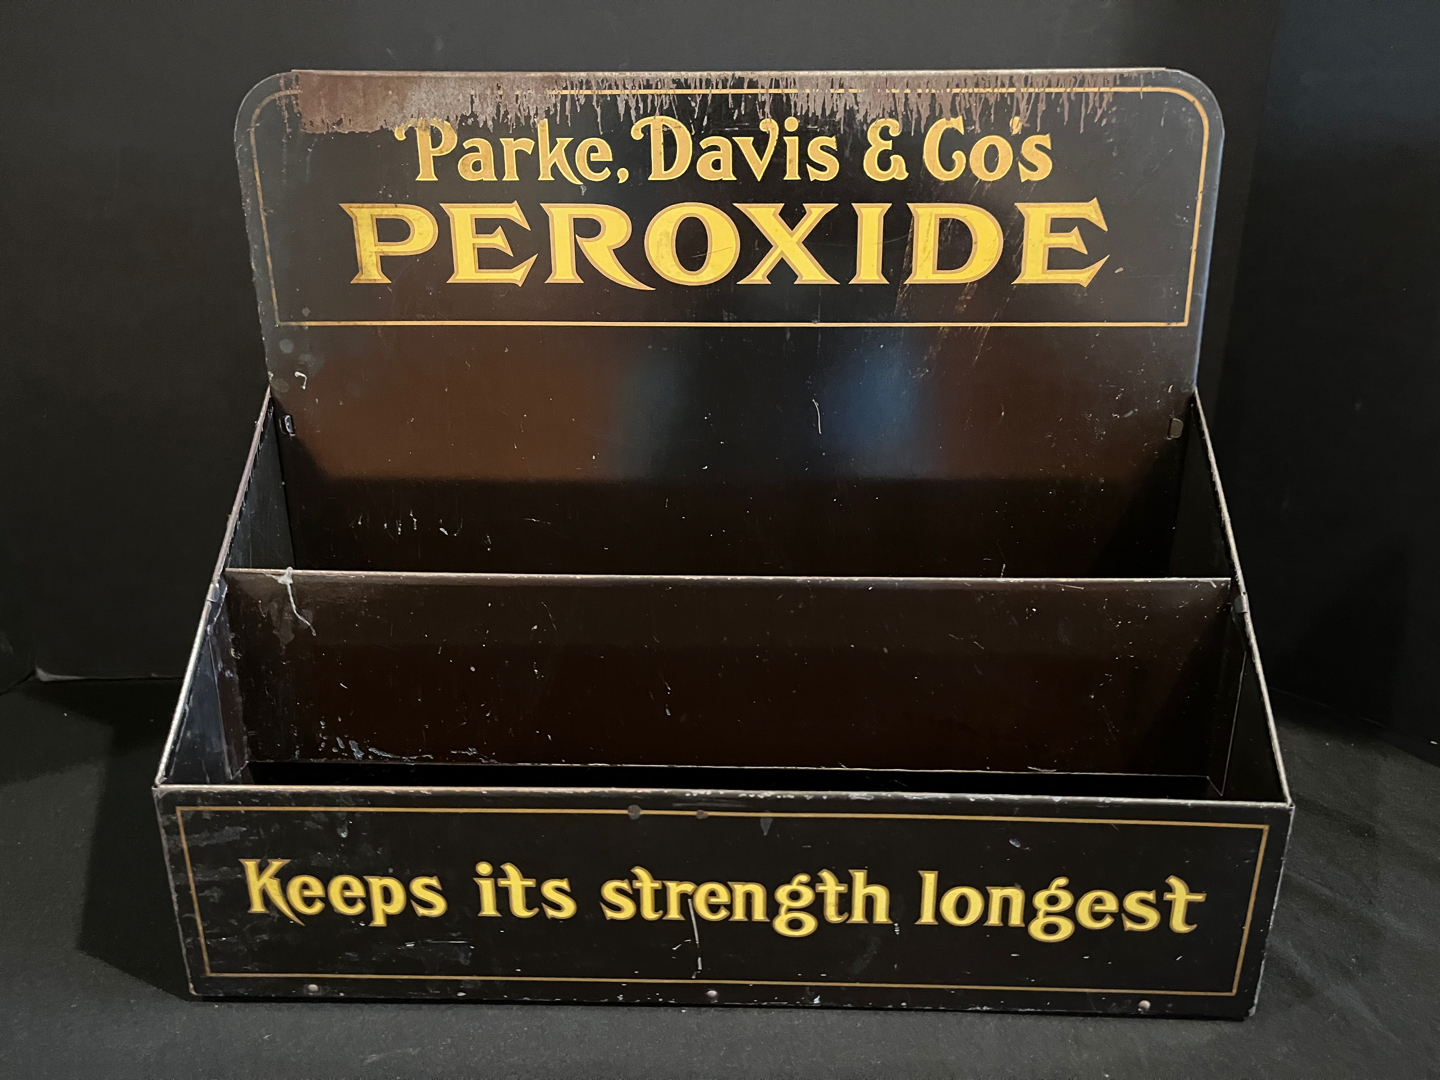 Parke, Davis & Co's
PEROXIDE
Keeps its strength longest